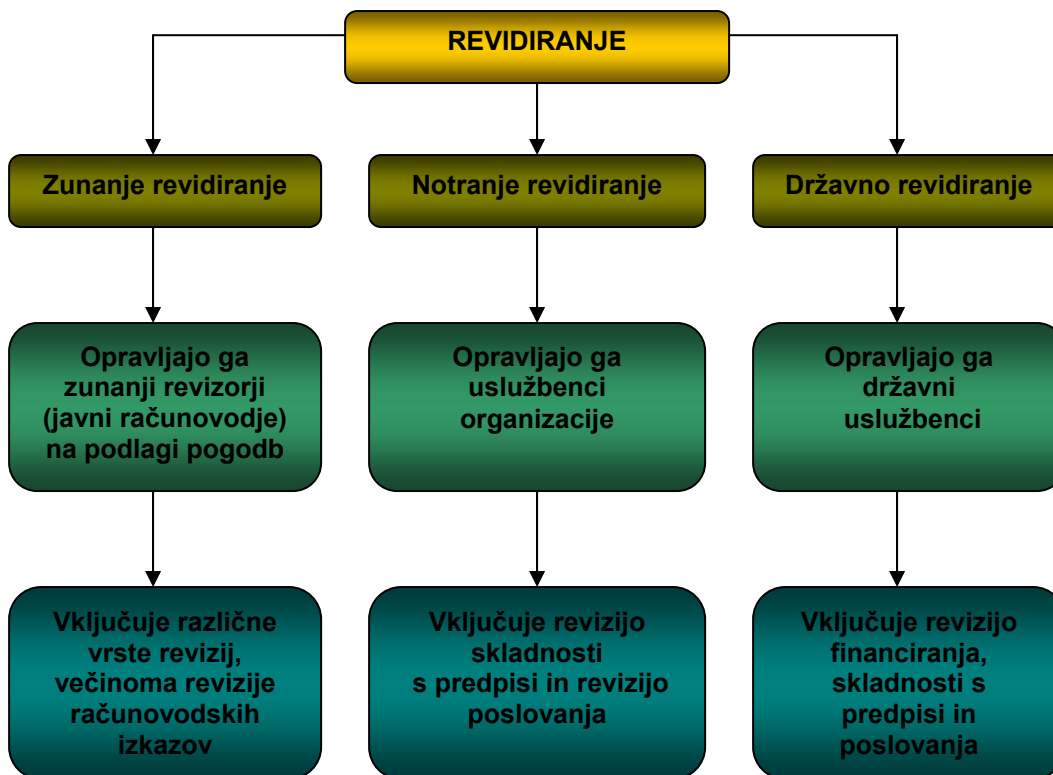 REVIDIRANJE
Zunanje revidiranje
Notranje revidiranje
Državno revidiranje
Opravljajo ga
zunanji revizorji
(javni računovodje)
na podlagi pogodb
Opravljajo ga
uslužbenci
organizacije
Opravljajo ga
državni
uslužbenci
Vključuje različne
vrste revizij,
večinoma revizije
računovodskih
izkazov
Vključuje revizijo
skladnosti
s predpisi in revizijo
poslovanja
Vključuje revizijo
financiranja,
skladnosti s
predpisi in
poslovanja